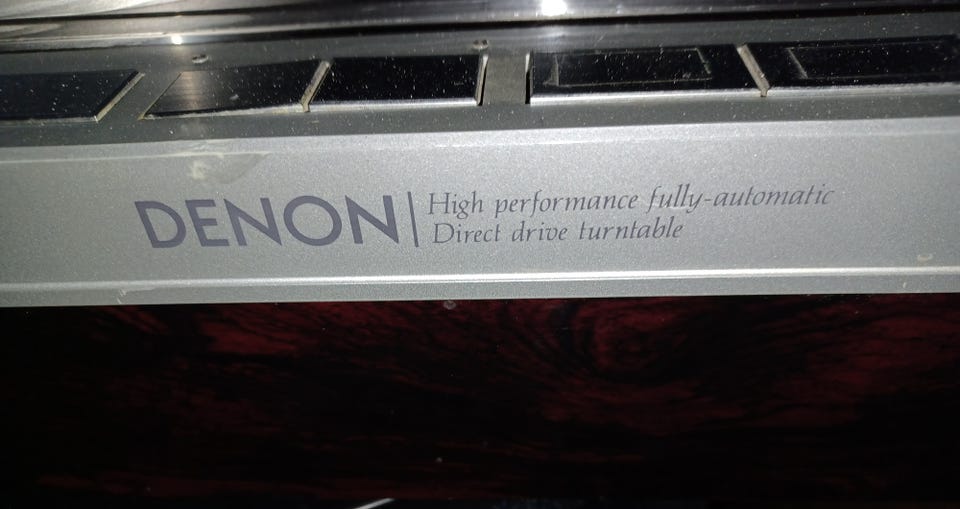 DENON
High performance fully-automatic
Direct drive turntable